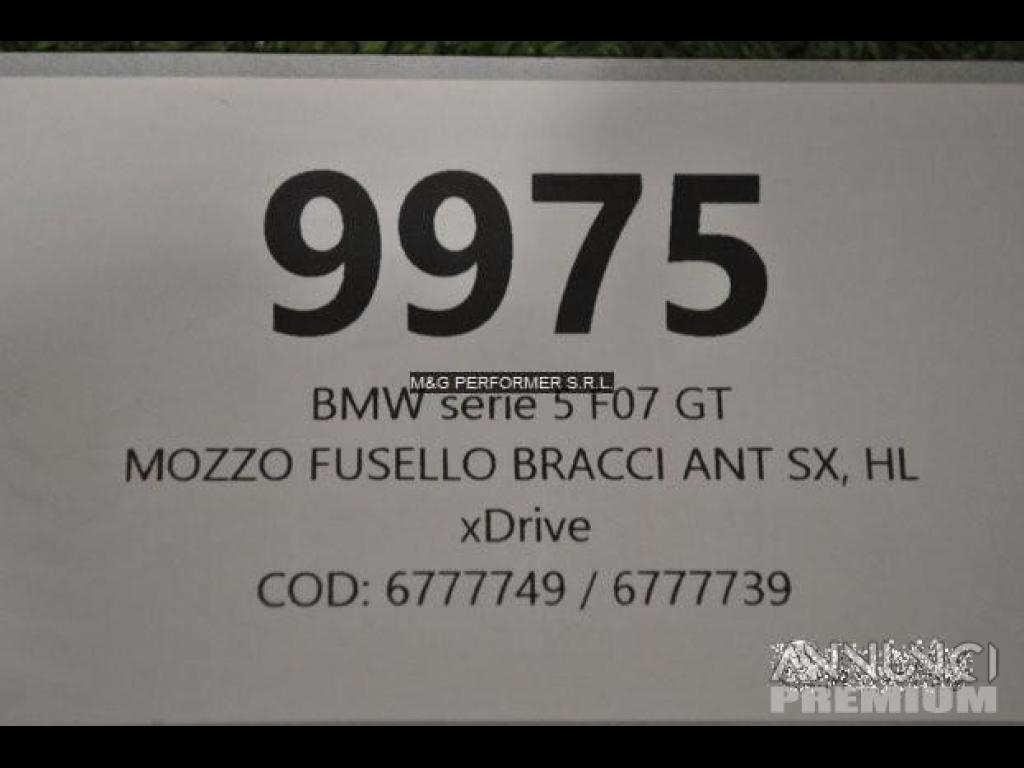 9975
M&G PERFORMER S.R.L.
BMW serie 5 F07 GT
MOZZO FUSELLO BRACCI ANT SX, HL
xDrive
COD: 6777749 / 6777739
ANNUNCI
PREMIUM